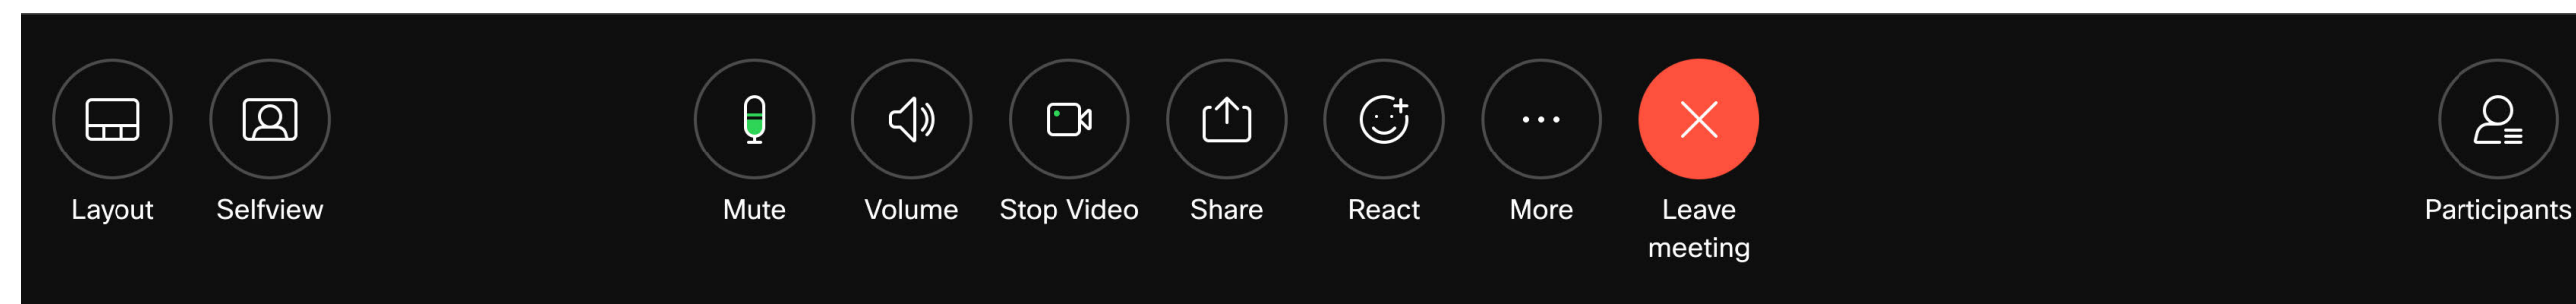 Layout
Selfview
Mute
Volume
Stop Video
Share
React
More
Leave
meeting
Participants